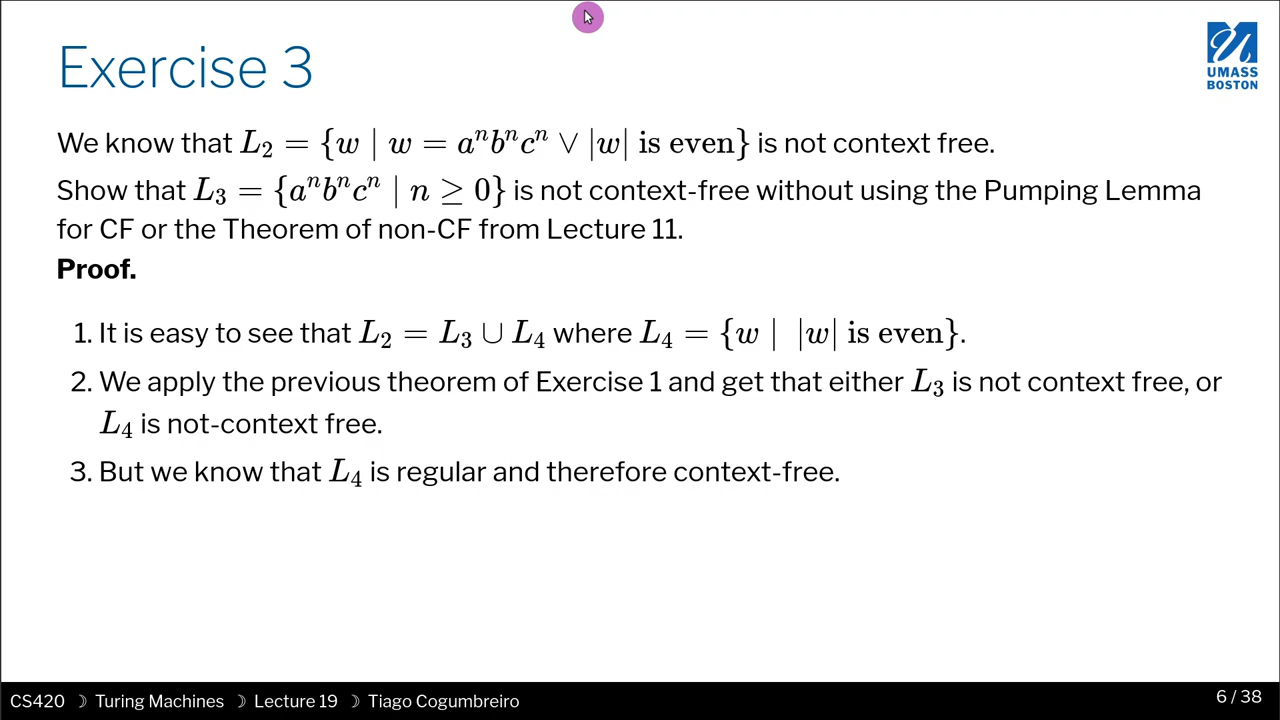 Exercise 3
UMASS
BOSTON
We know that L₂ = {w | w = aⁿbⁿcⁿ ∨ |w| is even} is not context free.
Show that L₃ = {aⁿbⁿcⁿ | n ≥ 0} is not context-free without using the Pumping Lemma
for CF or the Theorem of non-CF from Lecture 11.
Proof.
1. It is easy to see that L₂ = L₃ ∪ L₄ where L₄ = {w | |w| is even}.
2. We apply the previous theorem of Exercise 1 and get that either L₃ is not context free, or
L₄ is not-context free.
3. But we know that L₄ is regular and therefore context-free.
CS420 ☽ Turing Machines ☽ Lecture 19 ☽ Tiago Cogumbreiro
6 / 38